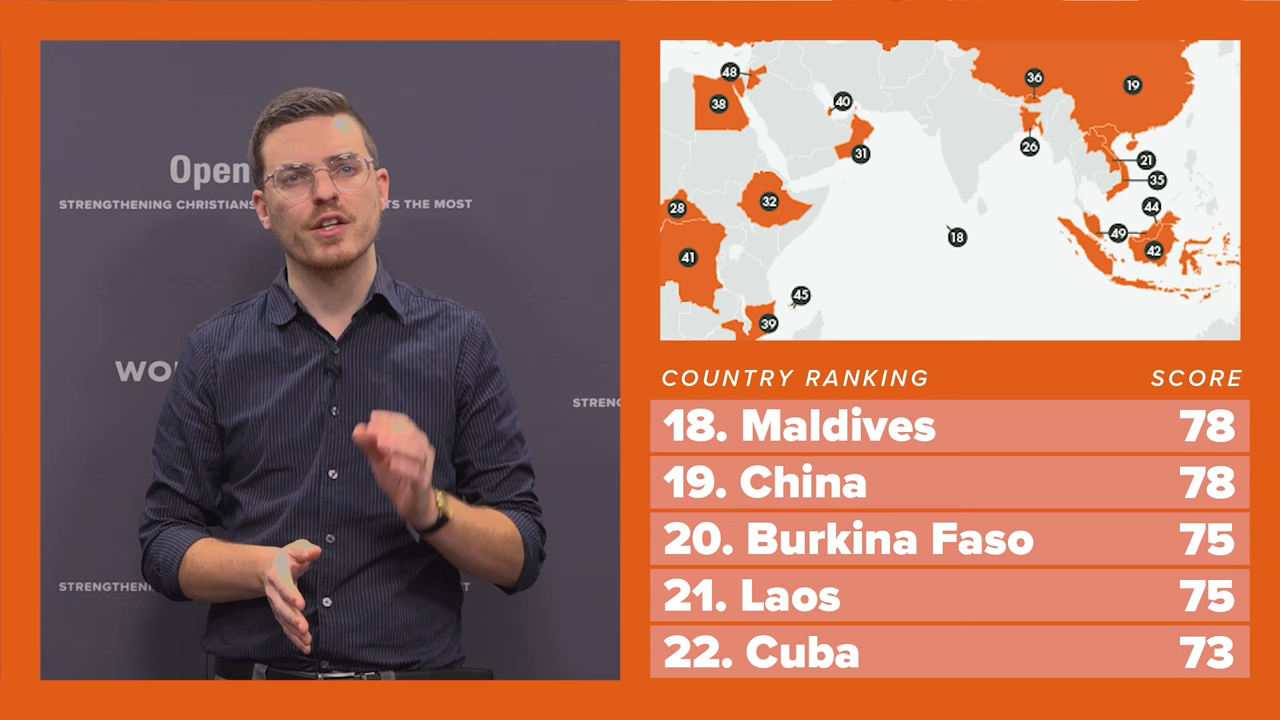 Open
STRENGTHENING CHRISTIANS
TS THE MOST
WO
STRENG
STRENGTHENI
T
48
38
40
31
32
28
41
45
39
18
36
19
26
21
35
44
49
42
COUNTRY RANKING SCORE
18. Maldives 78
19. China 78
20. Burkina Faso 75
21. Laos 75
22. Cuba 73